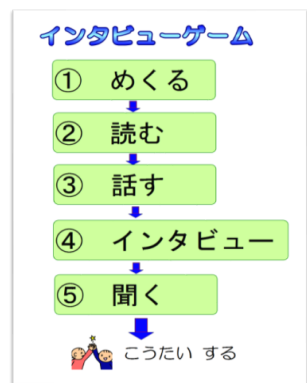 インタビューゲーム
① めくる
② 読む
③ 話す
④ インタビュー
⑤ 聞く
こうたい する